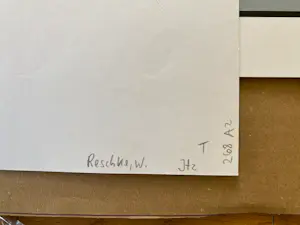 Reschke, W.
Jtz
T
268 A2